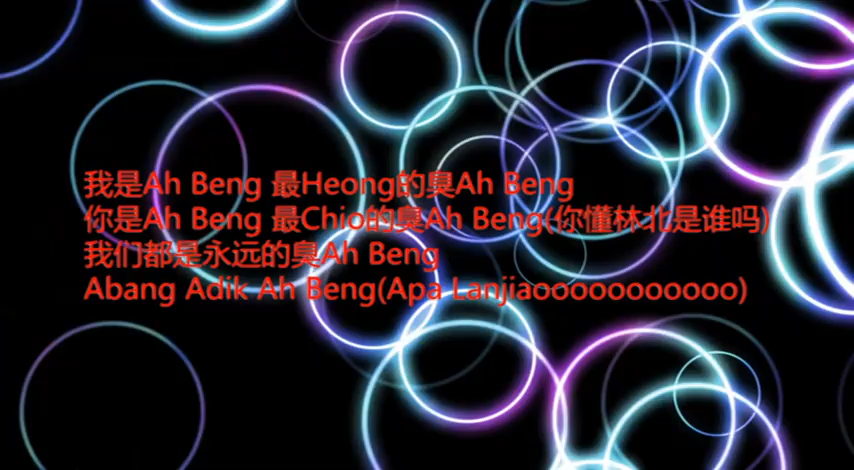 我是Ah Beng 最Heong的臭Ah Beng
你是Ah Beng 最Chio的臭Ah Beng(你懂林北是谁吗)
我们都是永远的臭Ah Beng
Abang Adik Ah Beng(Apa Lanjiaooooooooooo)